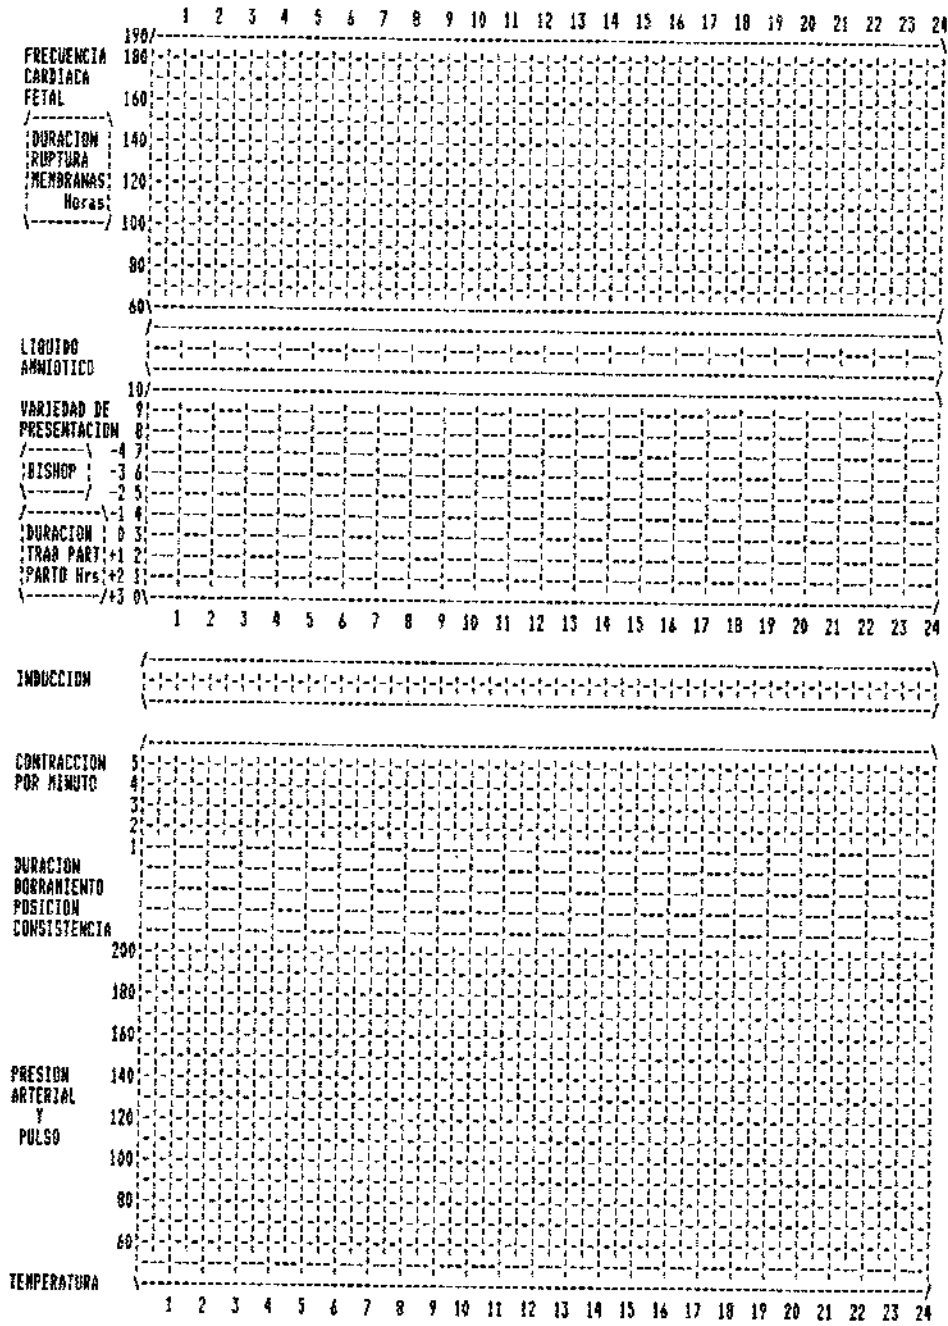 1 2 3 4 5 6 7 8 9 10 11 12 13 14 15 16 17 18 19 20 21 22 23 24
190
FRECUENCIA 180
CARDIACA
FETAL 160
DURACION 140
RUPTURA
MEMBRANAS 120
Horas
100
80
60
LIQUIDO
AMNIOTICO
10
VARIEDAD DE 9
PRESENTACION 8
-4 7
BISHOP -3 6
-2 5
-1 4
DURACION 0 3
TRAB PART +1 2
PARTO Hrs +2 1
+3 0
1 2 3 4 5 6 7 8 9 10 11 12 13 14 15 16 17 18 19 20 21 22 23 24
INDUCCION
CONTRACCION 5
POR MINUTO 4
3
2
1
DURACION
BORRAMIENTO
POSICION
CONSISTENCIA
200
180
160
PRESION 140
ARTERIAL
Y 120
PULSO
100
80
60
TEMPERATURA
1 2 3 4 5 6 7 8 9 10 11 12 13 14 15 16 17 18 19 20 21 22 23 24